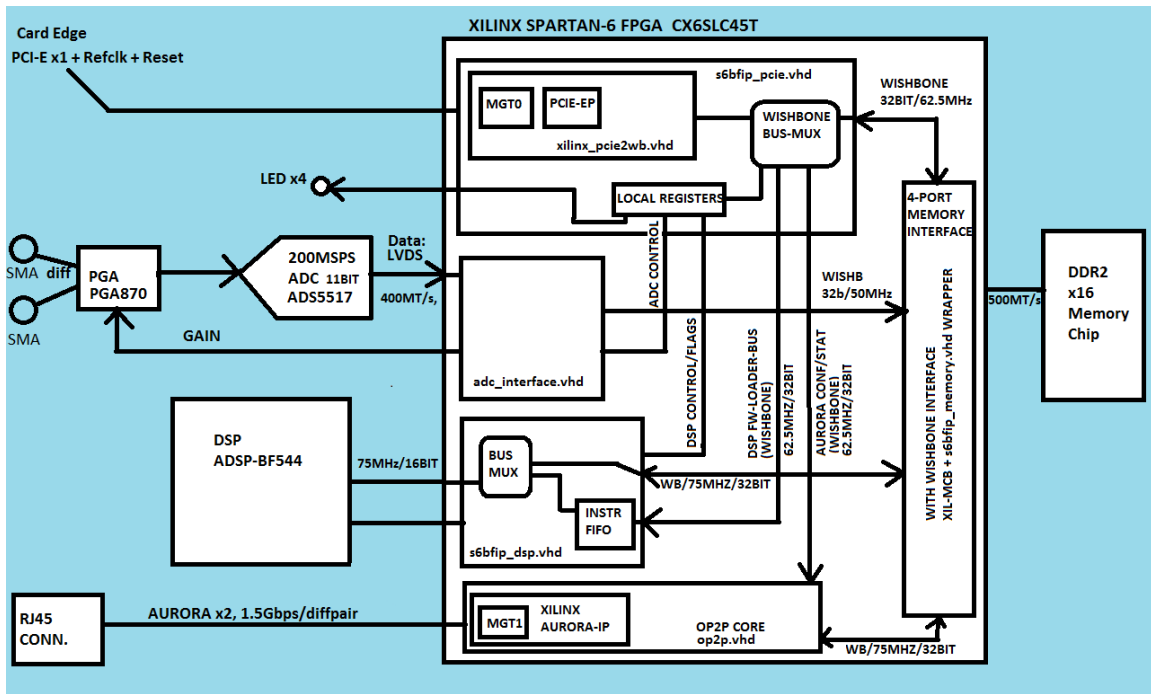 XILINX SPARTAN-6 FPGA  CX6SLC45T
Card Edge
PCI-E x1 + Refclk + Reset
s6bfip_pcie.vhd
MGT0
PCIE-EP
xilinx_pcie2wb.vhd
WISHBONE
BUS-MUX
WISHBONE
32BIT/62.5MHz
LED x4
LOCAL REGISTERS
4-PORT
MEMORY
INTERFACE
WITH WISHBONE INTERFACE
XIL-MCB + s6bfip_memory.vhd WRAPPER
SMA
diff
SMA
PGA
PGA870
200MSPS
ADC 11BIT
ADS5517
Data:
LVDS
400MT/s,
GAIN
ADC CONTROL
adc_interface.vhd
WISHB
32b/50MHz
500MT/s
DDR2
x16
Memory
Chip
DSP CONTROL/FLAGS
DSP FW-LOADER-BUS
(WISHBONE)
62.5MHZ/32BIT
AURORA CONF/STAT
(WISHBONE)
62.5MHZ/32BIT
DSP
ADSP-BF544
75MHz/16BIT
BUS
MUX
INSTR
FIFO
s6bfip_dsp.vhd
WB/75MHZ/32BIT
RJ45
CONN.
AURORA x2, 1.5Gbps/diffpair
MGT1
XILINX
AURORA-IP
OP2P CORE
op2p.vhd
WB/75MHZ/32BIT